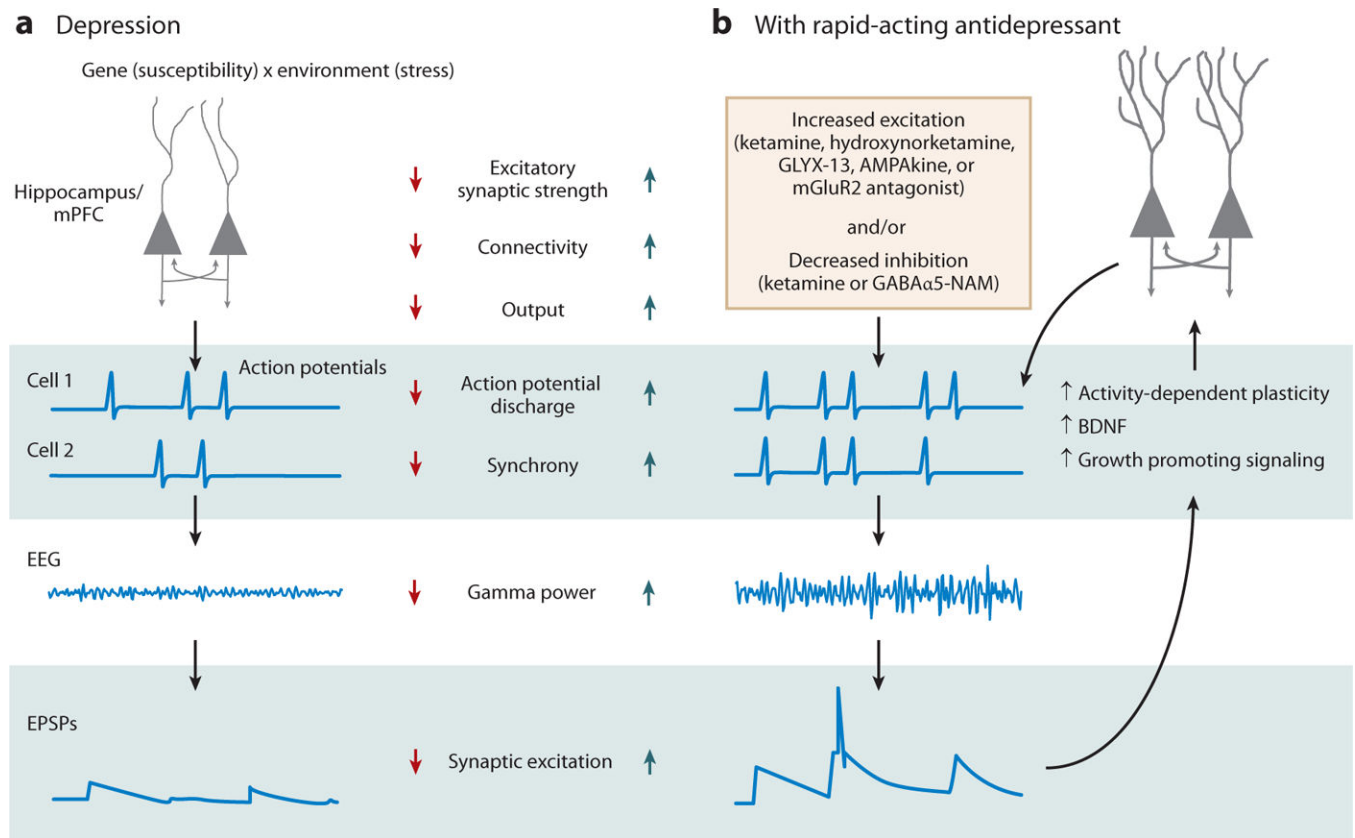 a Depression
Gene (susceptibility) x environment (stress)
Hippocampus/
mPFC
↓ Excitatory
synaptic strength ↑
↓ Connectivity ↑
↓ Output ↑
b With rapid-acting antidepressant
Increased excitation
(ketamine, hydroxynorketamine,
GLYX-13, AMPAkine, or
mGluR2 antagonist)
and/or
Decreased inhibition
(ketamine or GABAα5-NAM)
Cell 1
Action potentials
↓ Action potential
discharge ↑
Cell 2
↓ Synchrony ↑
↑ Activity-dependent plasticity
↑ BDNF
↑ Growth promoting signaling
EEG
↓ Gamma power ↑
EPSPs
↓ Synaptic excitation ↑